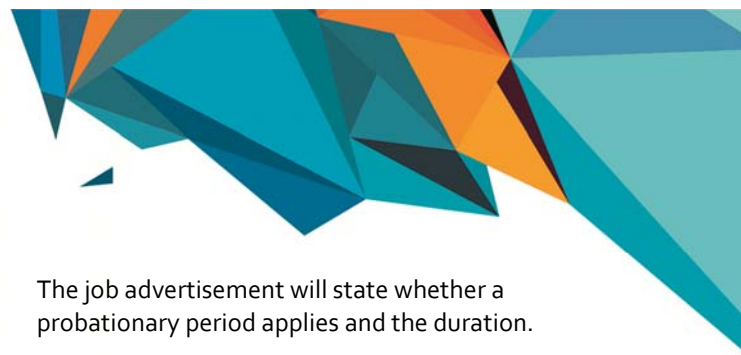 The job advertisement will state whether a
probationary period applies and the duration.